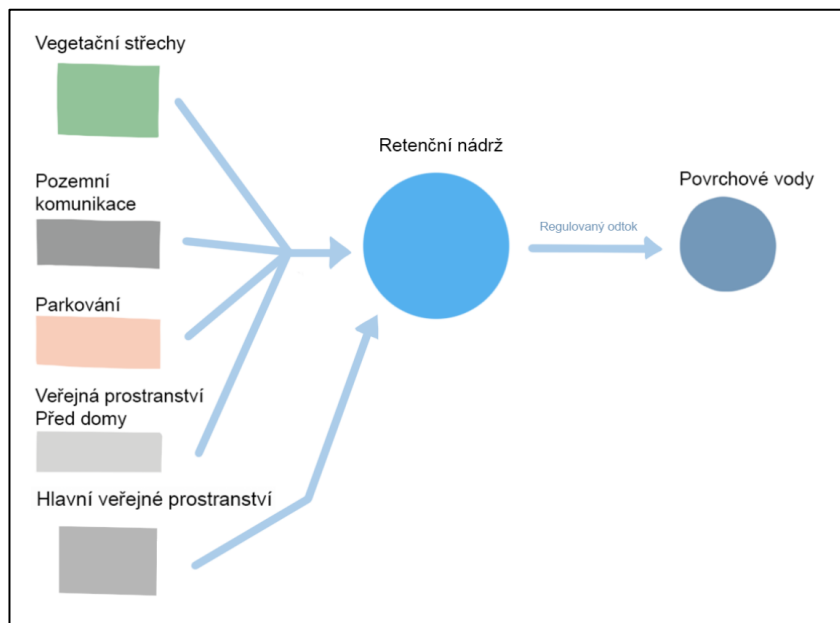 Vegetační střechy
Pozemní
komunikace
Parkování
Veřejná prostranství
Před domy
Hlavní veřejné prostranství
Retenční nádrž
Regulovaný odtok
Povrchové vody